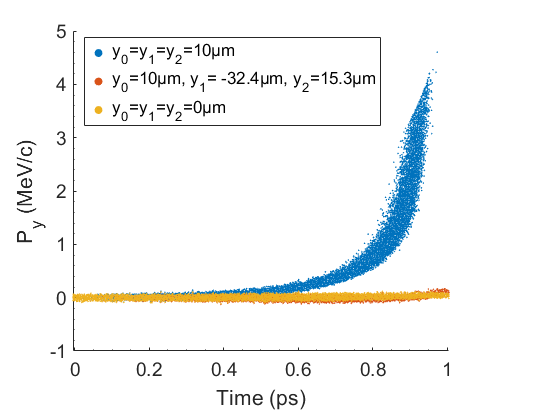 y0=y1=y2=10μm
y0=10μm, y1= -32.4μm, y2=15.3μm
y0=y1=y2=0μm
5
4
3
2
1
0
-1
Py (MeV/c)
0 0.2 0.4 0.6 0.8 1
Time (ps)